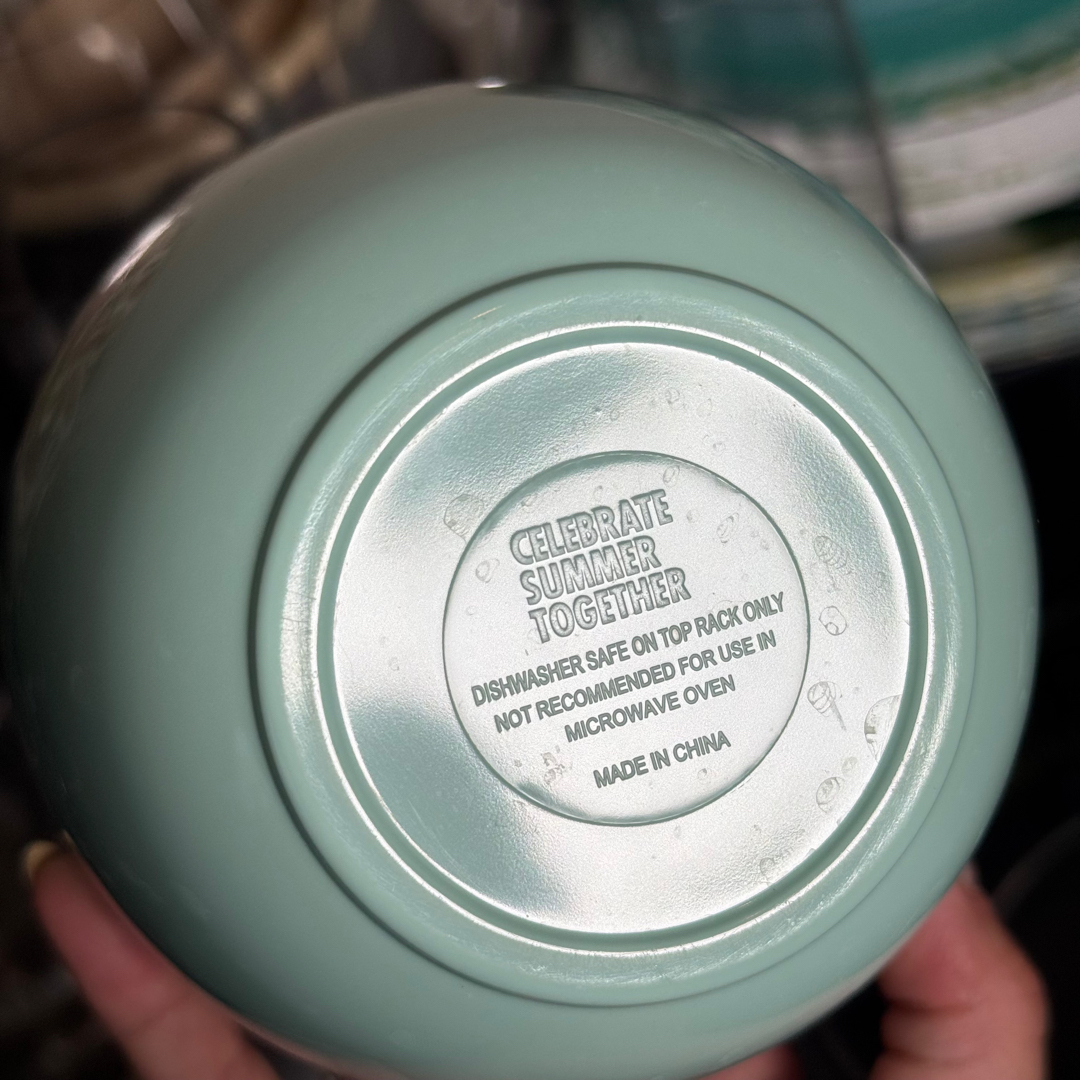 CELEBRATE
SUMMER
TOGETHER
DISHWASHER SAFE ON TOP RACK ONLY
NOT RECOMMENDED FOR USE IN
MICROWAVE OVEN
MADE IN CHINA